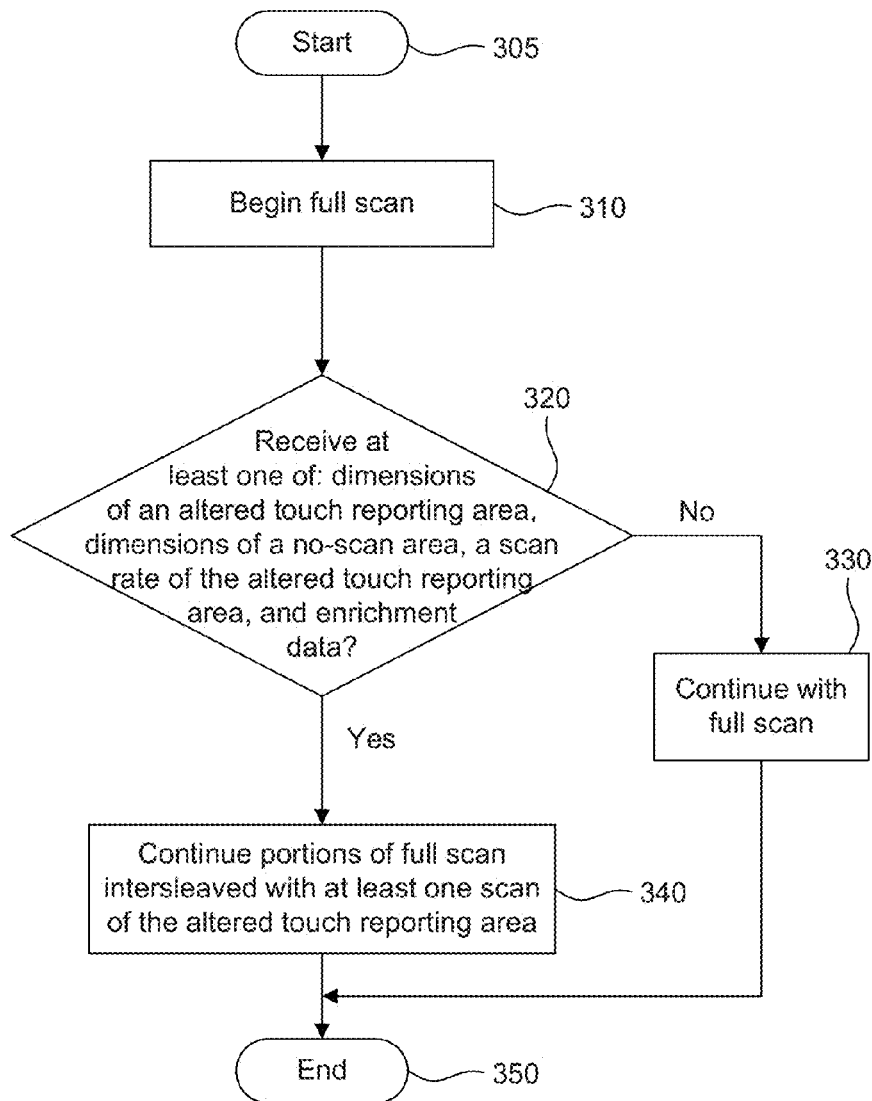 Start
305
Begin full scan
310
320
Receive at
least one of: dimensions
of an altered touch reporting area,
dimensions of a no-scan area, a scan
rate of the altered touch reporting
area, and enrichment
data?
No
330
Continue with
full scan
Yes
Continue portions of full scan
intersleaved with at least one scan
of the altered touch reporting area
340
End
350